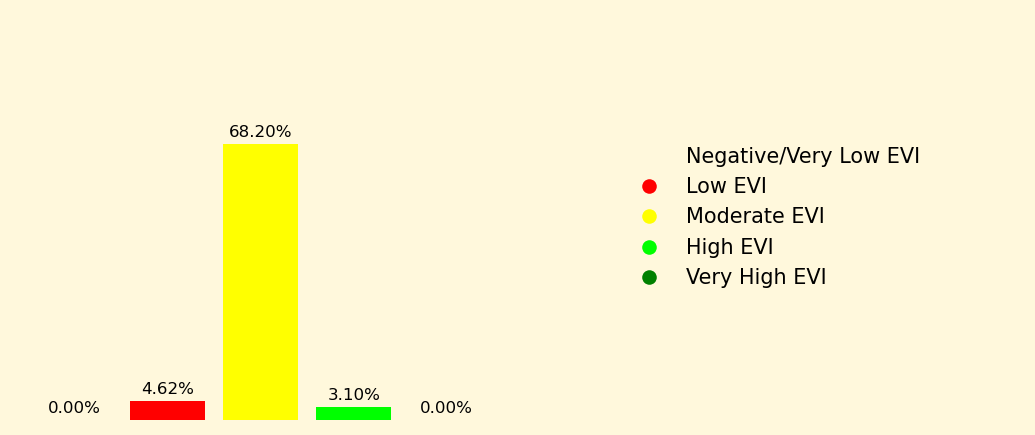 68.20%
4.62%
3.10%
0.00%
0.00%
Negative/Very Low EVI
Low EVI
Moderate EVI
High EVI
Very High EVI